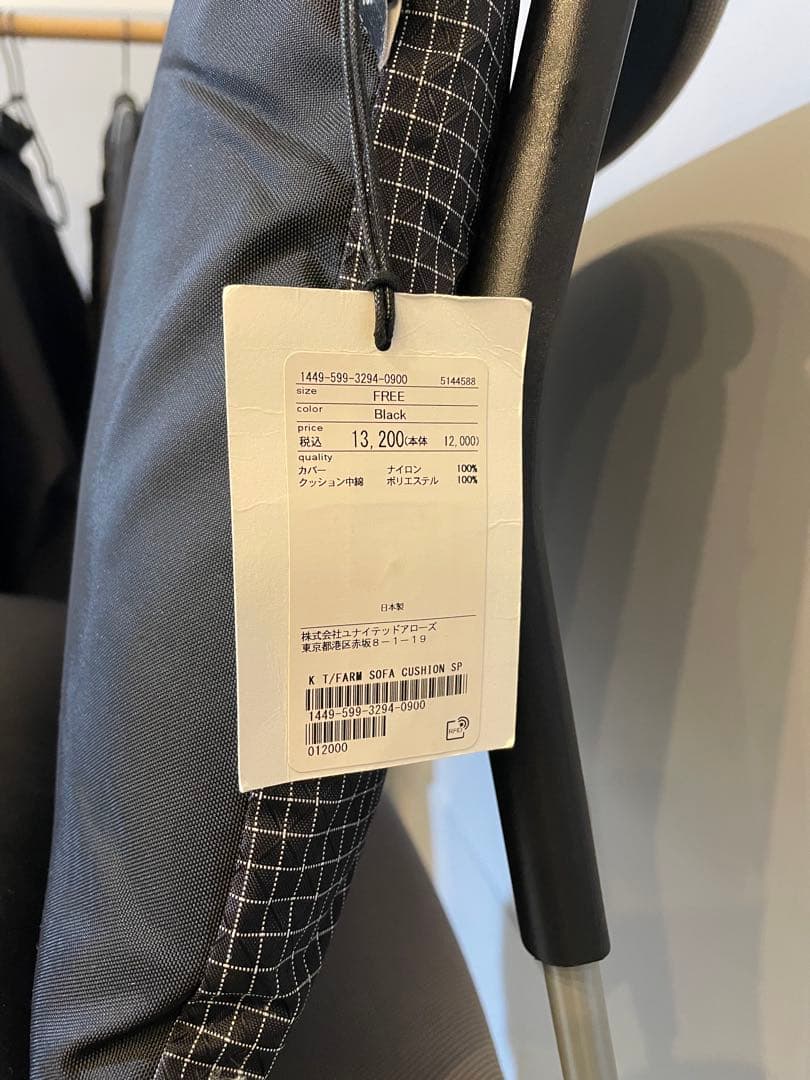 1449-599-3294-0900 5144588
size FREE
color Black
price
税込 13,200(本体 12,000)
quality
カバー ナイロン 100%
クッション中綿 ポリエステル 100%
日本製
株式会社ユナイテッドアローズ
東京都港区赤坂8-1-19
K T/FARM SOFA CUSHION SP
1449-599-3294-0900
012000
RFID